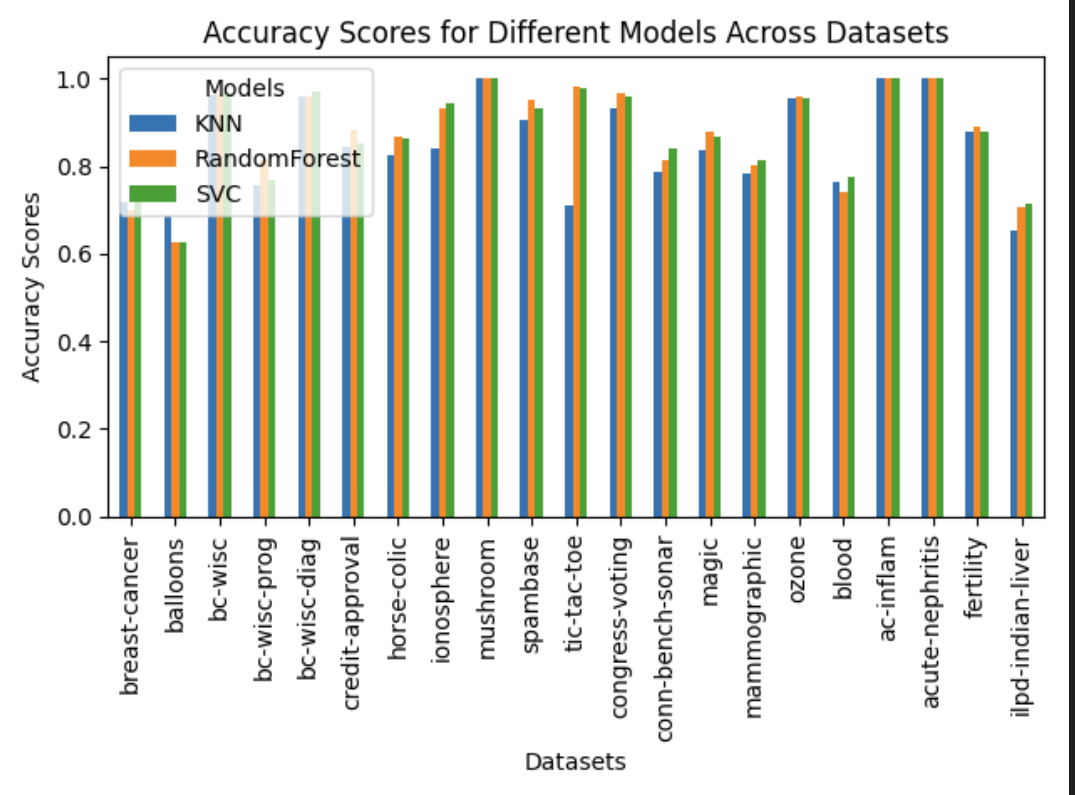 Accuracy Scores for Different Models Across Datasets
Models
KNN
RandomForest
SVC
Accuracy Scores
1.0
0.8
0.6
0.4
0.2
0.0
breast-cancer
balloons
bc-wisc
bc-wisc-prog
bc-wisc-diag
credit-approval
horse-colic
ionosphere
mushroom
spambase
tic-tac-toe
congress-voting
conn-bench-sonar
magic
mammographic
ozone
blood
ac-inflam
acute-nephritis
fertility
ilpd-indian-liver
Datasets